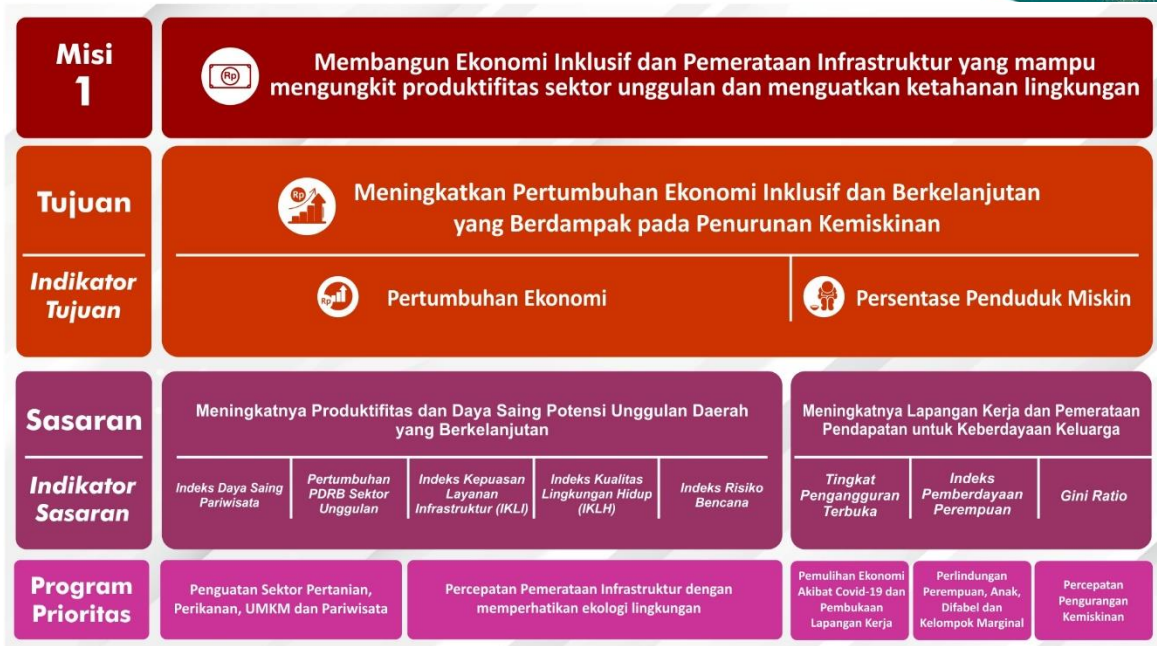 Misi
1
Rp
Membangun Ekonomi Inklusif dan Pemerataan Infrastruktur yang mampu
mengungkit produktifitas sektor unggulan dan menguatkan ketahanan lingkungan
Tujuan
Rp
Meningkatkan Pertumbuhan Ekonomi Inklusif dan Berkelanjutan
yang Berdampak pada Penurunan Kemiskinan
Indikator
Tujuan
Rp
Pertumbuhan Ekonomi
Persentase Penduduk Miskin
Sasaran
Meningkatnya Produktifitas dan Daya Saing Potensi Unggulan Daerah
yang Berkelanjutan
Meningkatnya Lapangan Kerja dan Pemerataan
Pendapatan untuk Keberdayaan Keluarga
Indikator
Sasaran
Indeks Daya Saing
Pariwisata
Pertumbuhan
PDRB Sektor
Unggulan
Indeks Kepuasan
Layanan
Infrastruktur (IKLI)
Indeks Kualitas
Lingkungan Hidup
(IKLH)
Indeks Risiko
Bencana
Tingkat
Pengangguran
Terbuka
Indeks
Pemberdayaan
Perempuan
Gini Ratio
Program
Prioritas
Penguatan Sektor Pertanian,
Perikanan, UMKM dan Pariwisata
Percepatan Pemerataan Infrastruktur dengan
memperhatikan ekologi lingkungan
Pemulihan Ekonomi
Akibat Covid-19 dan
Pembukaan
Lapangan Kerja
Perlindungan
Perempuan, Anak,
Difabel dan
Kelompok Marginal
Percepatan
Pengurangan
Kemiskinan